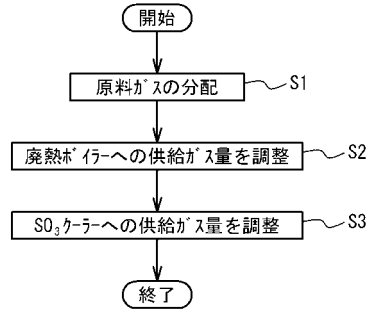 開始
原料ガスの分配
S1
廃熱ボイラーへの供給ガス量を調整
S2
SO₃クーラーへの供給ガス量を調整
S3
終了